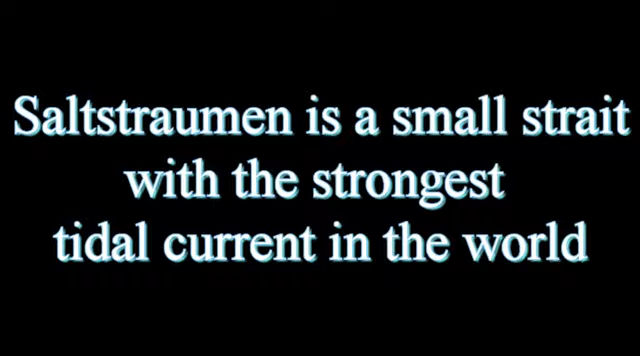 Saltstraumen is a small strait
with the strongest
tidal current in the world